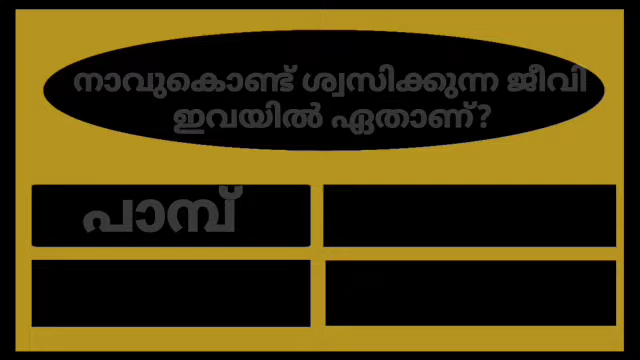 നാവുകൊണ്ട് ശ്വസിക്കുന്ന ജീവി
ഇവയിൽ ഏതാണ്?
പാമ്പ്